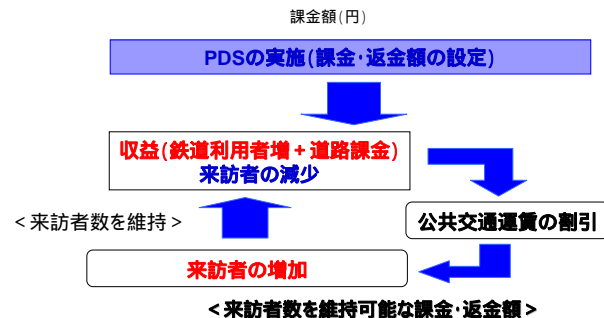 課金額(円)
PDSの実施(課金・返金額の設定)
収益(鉄道利用者増+道路課金)
来訪者の減少
<来訪者数を維持>
公共交通運賃の割引
来訪者の増加
<来訪者数を維持可能な課金・返金額>